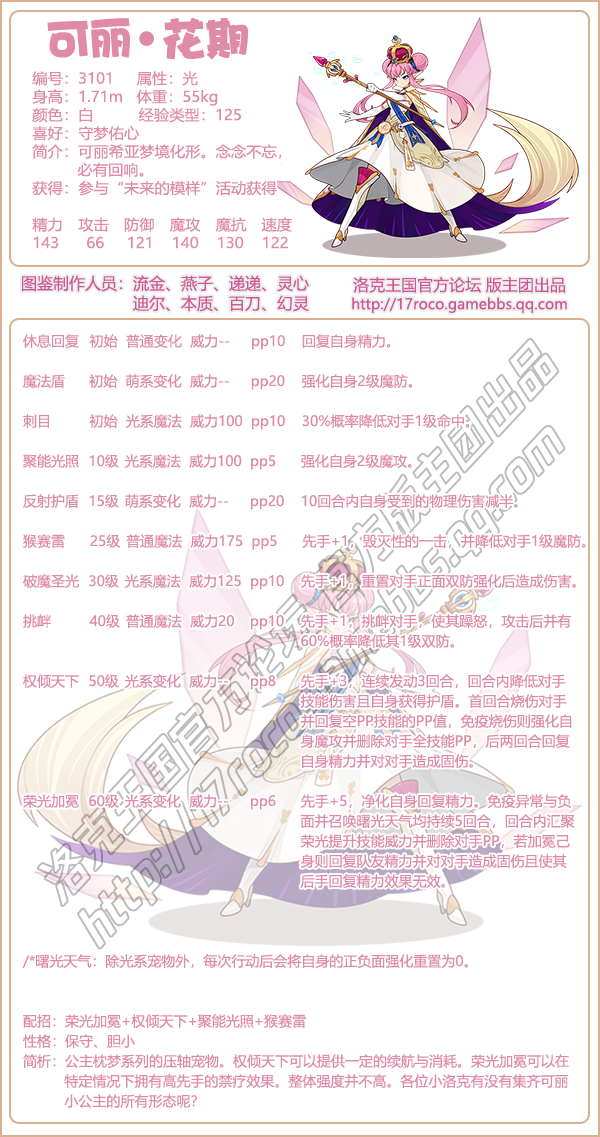 可丽·花期
编号：3101 属性：光
身高：1.71m 体重：55kg
颜色：白 经验类型：125
喜好：守梦佑心
简介：可丽希亚梦境化形。念念不忘，
必有回响。
获得：参与“未来的模样”活动获得
精力 攻击 防御 魔攻 魔抗 速度
143 66 121 140 130 122
图鉴制作人员：流金、燕子、递递、灵心
迪尔、本质、百刀、幻灵
洛克王国官方论坛 版主团出品
http://17roco.gamebbs.qq.com
休息回复 初始 普通变化 威力-- pp10 回复自身精力。
魔法盾 初始 萌系变化 威力-- pp20 强化自身2级魔防。
刺目 初始 光系魔法 威力100 pp10 30%概率降低对手1级命中。
聚能光照 10级 光系魔法 威力100 pp5 强化自身2级魔攻。
反射护盾 15级 萌系变化 威力-- pp20 10回合内自身受到的物理伤害减半。
猴赛雷 25级 普通魔法 威力175 pp5 先手+1，毁灭性的一击，并降低对手1级魔防。
破魔圣光 30级 光系魔法 威力125 pp10 先手+1，重置对手正面双防强化后造成伤害。
挑衅 40级 普通魔法 威力20 pp10 先手+1，挑衅对手，使其躁怒，攻击后并有
60%概率降低其1级双防。
权倾天下 50级 光系变化 威力-- pp8 先手+3，连续发动3回合，回合内降低对手
技能伤害且自身获得护盾。首回合烧伤对手
并回复空PP技能的PP值，免疫烧伤则强化自
身魔攻并删除对手全技能PP，后两回合回复
自身精力并对对手造成固伤。
荣光加冕 60级 光系变化 威力-- pp6 先手+5，净化自身回复精力。免疫异常与负
面并召唤曙光天气均持续5回合，回合内汇聚
荣光提升技能威力并删除对手PP，若加冕己
身则回复队友精力并对对手造成固伤且使其
后手回复精力效果无效。
洛克王国官方论坛 版主团出品
http://17roco.gamebbs.qq.com
/*曙光天气：除光系宠物外，每次行动后会将自身的正负面强化重置为0。
配招：荣光加冕+权倾天下+聚能光照+猴赛雷
性格：保守、胆小
简析：公主枕梦系列的压轴宠物。权倾天下可以提供一定的续航与消耗。荣光加冕可以在
特定情况下拥有高先手的禁疗效果。整体强度并不高。各位小洛克有没有集齐可丽
小公主的所有形态呢？